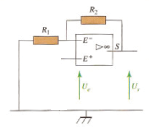 R₂
R₁
E⁻
▷∞
S
E⁺
Uₑ
Uₛ